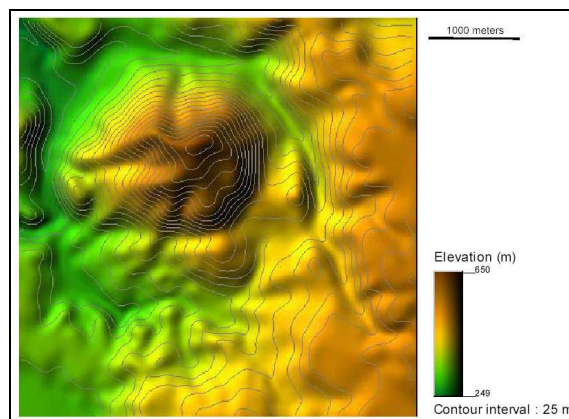 1000 meters
Elevation (m)
650
249
Contour interval : 25 m